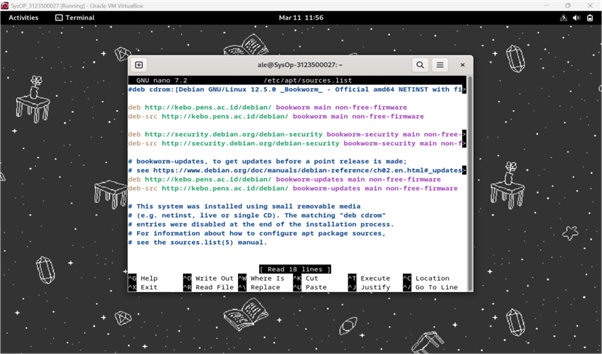 SysOP_3123500027 [Running] - Oracle VM VirtualBox
Activities Terminal Mar 11 11:56
ale@SysOp-3123500027: ~
GNU nano 7.2 /etc/apt/sources.list
#deb cdrom:[Debian GNU/Linux 12.5.0 _Bookworm_ - Official amd64 NETINST with fi>
deb http://kebo.pens.ac.id/debian/ bookworm main non-free-firmware
deb-src http://kebo.pens.ac.id/debian/ bookworm main non-free-firmware
deb http://security.debian.org/debian-security bookworm-security main non-free->
deb-src http://security.debian.org/debian-security bookworm-security main non-f>
# bookworm-updates, to get updates before a point release is made;
# see https://www.debian.org/doc/manuals/debian-reference/ch02.en.html#_updates>
deb http://kebo.pens.ac.id/debian/ bookworm-updates main non-free-firmware
deb-src http://kebo.pens.ac.id/debian/ bookworm-updates main non-free-firmware
# This system was installed using small removable media
# (e.g. netinst, live or single CD). The matching "deb cdrom"
# entries were disabled at the end of the installation process.
# For information about how to configure apt package sources,
# see the sources.list(5) manual.
[ Read 18 lines ]
^G Help ^O Write Out ^W Where Is ^K Cut ^T Execute ^C Location
^X Exit ^R Read File ^\ Replace ^U Paste ^J Justify ^/ Go To Line